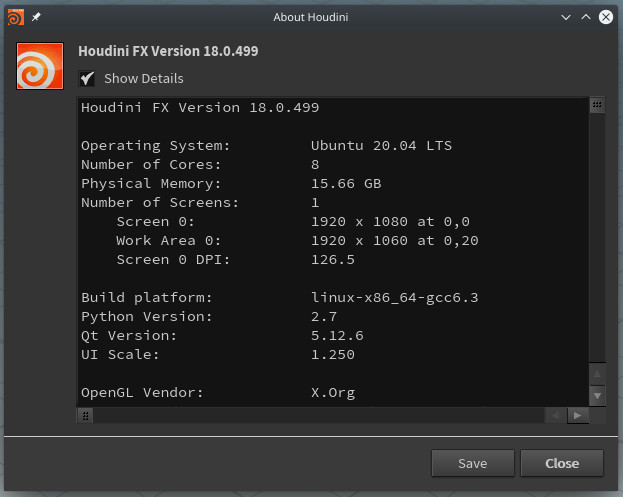 About Houdini
Houdini FX Version 18.0.499
Show Details
Houdini FX Version 18.0.499
Operating System: Ubuntu 20.04 LTS
Number of Cores: 8
Physical Memory: 15.66 GB
Number of Screens: 1
Screen 0: 1920 x 1080 at 0,0
Work Area 0: 1920 x 1060 at 0,20
Screen 0 DPI: 126.5
Build platform: linux-x86_64-gcc6.3
Python Version: 2.7
Qt Version: 5.12.6
UI Scale: 1.250
OpenGL Vendor: X.Org
Save Close